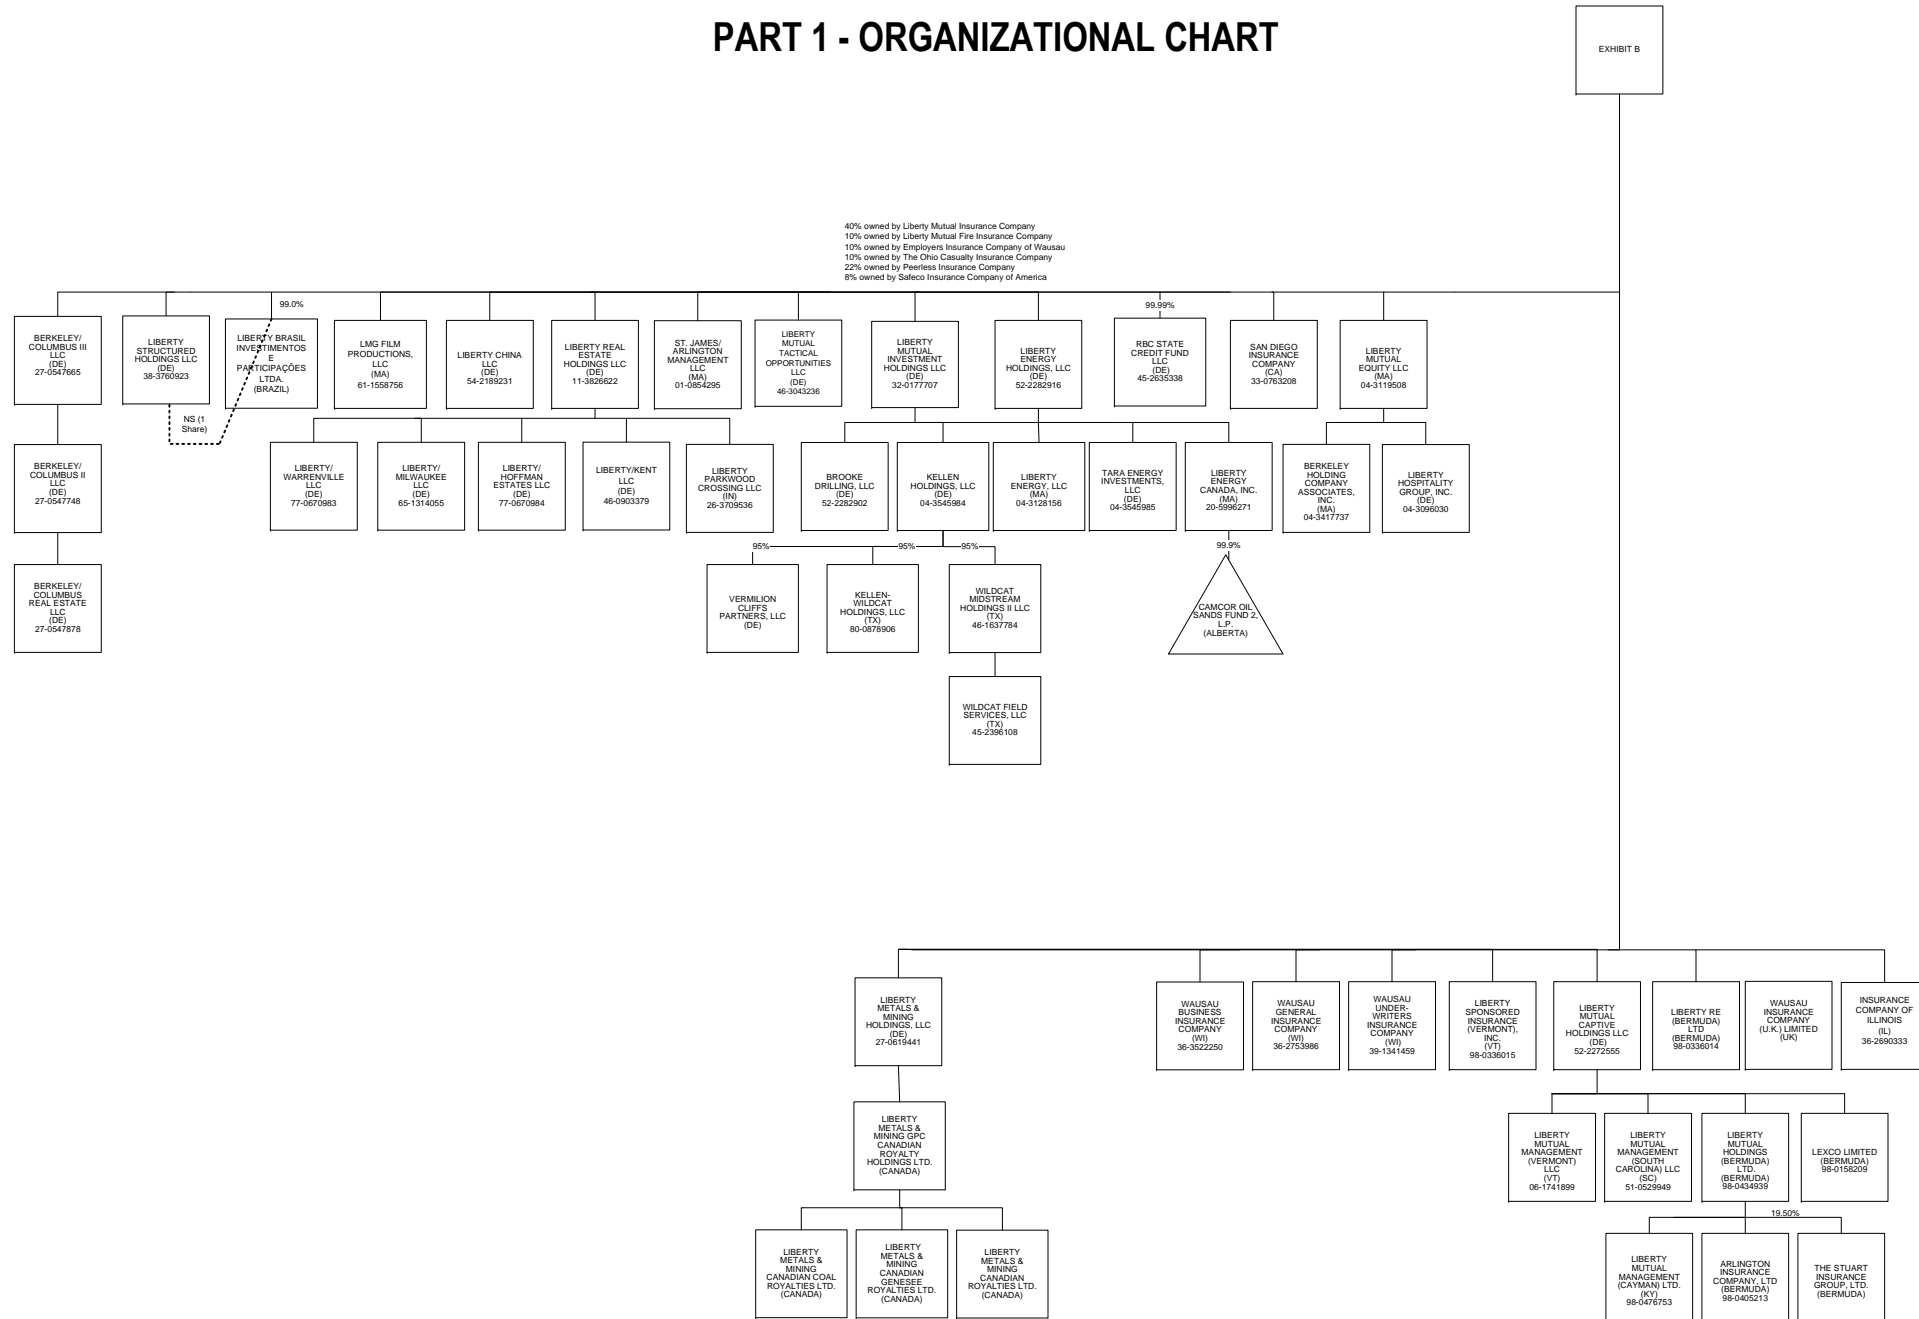 PART 1 - ORGANIZATIONAL CHART
EXHIBIT B
40% owned by Liberty Mutual Insurance Company
10% owned by Liberty Mutual Fire Insurance Company
10% owned by Employers Insurance Company of Wausau
10% owned by The Ohio Casualty Insurance Company
22% owned by Peerless Insurance Company
8% owned by Safeco Insurance Company of America
99.0%
99.99%
BERKELEY/
COLUMBUS III
LLC
(DE)
27-0547665
LIBERTY
STRUCTURED
HOLDINGS LLC
(DE)
38-3760923
LIBERTY BRASIL
INVESTIMENTOS
E
PARTICIPAÇÕES
LTDA.
(BRAZIL)
LMG FILM
PRODUCTIONS,
LLC
(MA)
61-1558756
LIBERTY CHINA
LLC
(DE)
54-2189231
LIBERTY REAL
ESTATE
HOLDINGS LLC
(DE)
11-3826622
ST. JAMES/
ARLINGTON
MANAGEMENT
LLC
(MA)
01-0854295
LIBERTY
MUTUAL
TACTICAL
OPPORTUNITIES
LLC
(DE)
46-3043236
LIBERTY
MUTUAL
INVESTMENT
HOLDINGS LLC
(DE)
32-0177707
LIBERTY
ENERGY
HOLDINGS, LLC
(DE)
52-2282916
RBC STATE
CREDIT FUND
LLC
(DE)
45-2635338
SAN DIEGO
INSURANCE
COMPANY
(CA)
33-0763208
LIBERTY
MUTUAL
EQUITY LLC
(MA)
04-3119508
NS (1
Share)
BERKELEY/
COLUMBUS II
LLC
(DE)
27-0547748
LIBERTY/
WARRENVILLE
LLC
(DE)
77-0670983
LIBERTY/
MILWAUKEE
LLC
(DE)
65-1314055
LIBERTY/
HOFFMAN
ESTATES LLC
(DE)
77-0670984
LIBERTY/KENT
LLC
(DE)
46-0903379
LIBERTY
PARKWOOD
CROSSING LLC
(IN)
26-3709536
BROOKE
DRILLING, LLC
(DE)
52-2282902
KELLEN
HOLDINGS, LLC
(DE)
04-3545984
LIBERTY
ENERGY, LLC
(MA)
04-3128156
TARA ENERGY
INVESTMENTS,
LLC
(DE)
04-3545985
LIBERTY
ENERGY
CANADA, INC.
(MA)
20-5996271
BERKELEY
HOLDING
COMPANY
ASSOCIATES,
INC.
(MA)
04-3417737
LIBERTY
HOSPITALITY
GROUP, INC.
(DE)
04-3096030
95%
95%
95%
99.9%
BERKELEY/
COLUMBUS
REAL ESTATE
LLC
(DE)
27-0547878
VERMILION
CLIFFS
PARTNERS, LLC
(DE)
KELLEN-
WILDCAT
HOLDINGS, LLC
(TX)
80-0878906
WILDCAT
MIDSTREAM
HOLDINGS II LLC
(TX)
46-1637784
CAMCOR OIL
SANDS FUND 2,
L.P.
(ALBERTA)
WILDCAT FIELD
SERVICES, LLC
(TX)
45-2396108
LIBERTY
METALS &
MINING
HOLDINGS, LLC
(DE)
27-0619441
WAUSAU
BUSINESS
INSURANCE
COMPANY
(WI)
36-3522250
WAUSAU
GENERAL
INSURANCE
COMPANY
(WI)
36-2753986
WAUSAU
UNDER-
WRITERS
INSURANCE
COMPANY
(WI)
39-1341459
LIBERTY
SPONSORED
INSURANCE
(VERMONT),
INC.
(VT)
98-0336015
LIBERTY
MUTUAL
CAPTIVE
HOLDINGS LLC
(DE)
52-2272555
LIBERTY RE
(BERMUDA)
LTD
(BERMUDA)
98-0336014
WAUSAU
INSURANCE
COMPANY
(U.K.) LIMITED
(UK)
INSURANCE
COMPANY OF
ILLINOIS
(IL)
36-2690333
LIBERTY
METALS &
MINING GPC
CANADIAN
ROYALTY
HOLDINGS LTD.
(CANADA)
LIBERTY
MUTUAL
MANAGEMENT
(VERMONT)
LLC
(VT)
06-1741899
LIBERTY
MUTUAL
MANAGEMENT
(SOUTH
CAROLINA) LLC
(SC)
51-0529949
LIBERTY
MUTUAL
HOLDINGS
(BERMUDA)
LTD.
(BERMUDA)
98-0434939
LEXCO LIMITED
(BERMUDA)
98-0158209
19.50%
LIBERTY
METALS &
MINING
CANADIAN COAL
ROYALTIES LTD.
(CANADA)
LIBERTY
METALS &
MINING
CANADIAN
GENESEE
ROYALTIES LTD.
(CANADA)
LIBERTY
METALS &
MINING
CANADIAN
ROYALTIES LTD.
(CANADA)
LIBERTY
MUTUAL
MANAGEMENT
(CAYMAN) LTD.
(KY)
98-0476753
ARLINGTON
INSURANCE
COMPANY, LTD
(BERMUDA)
98-0405213
THE STUART
INSURANCE
GROUP, LTD.
(BERMUDA)